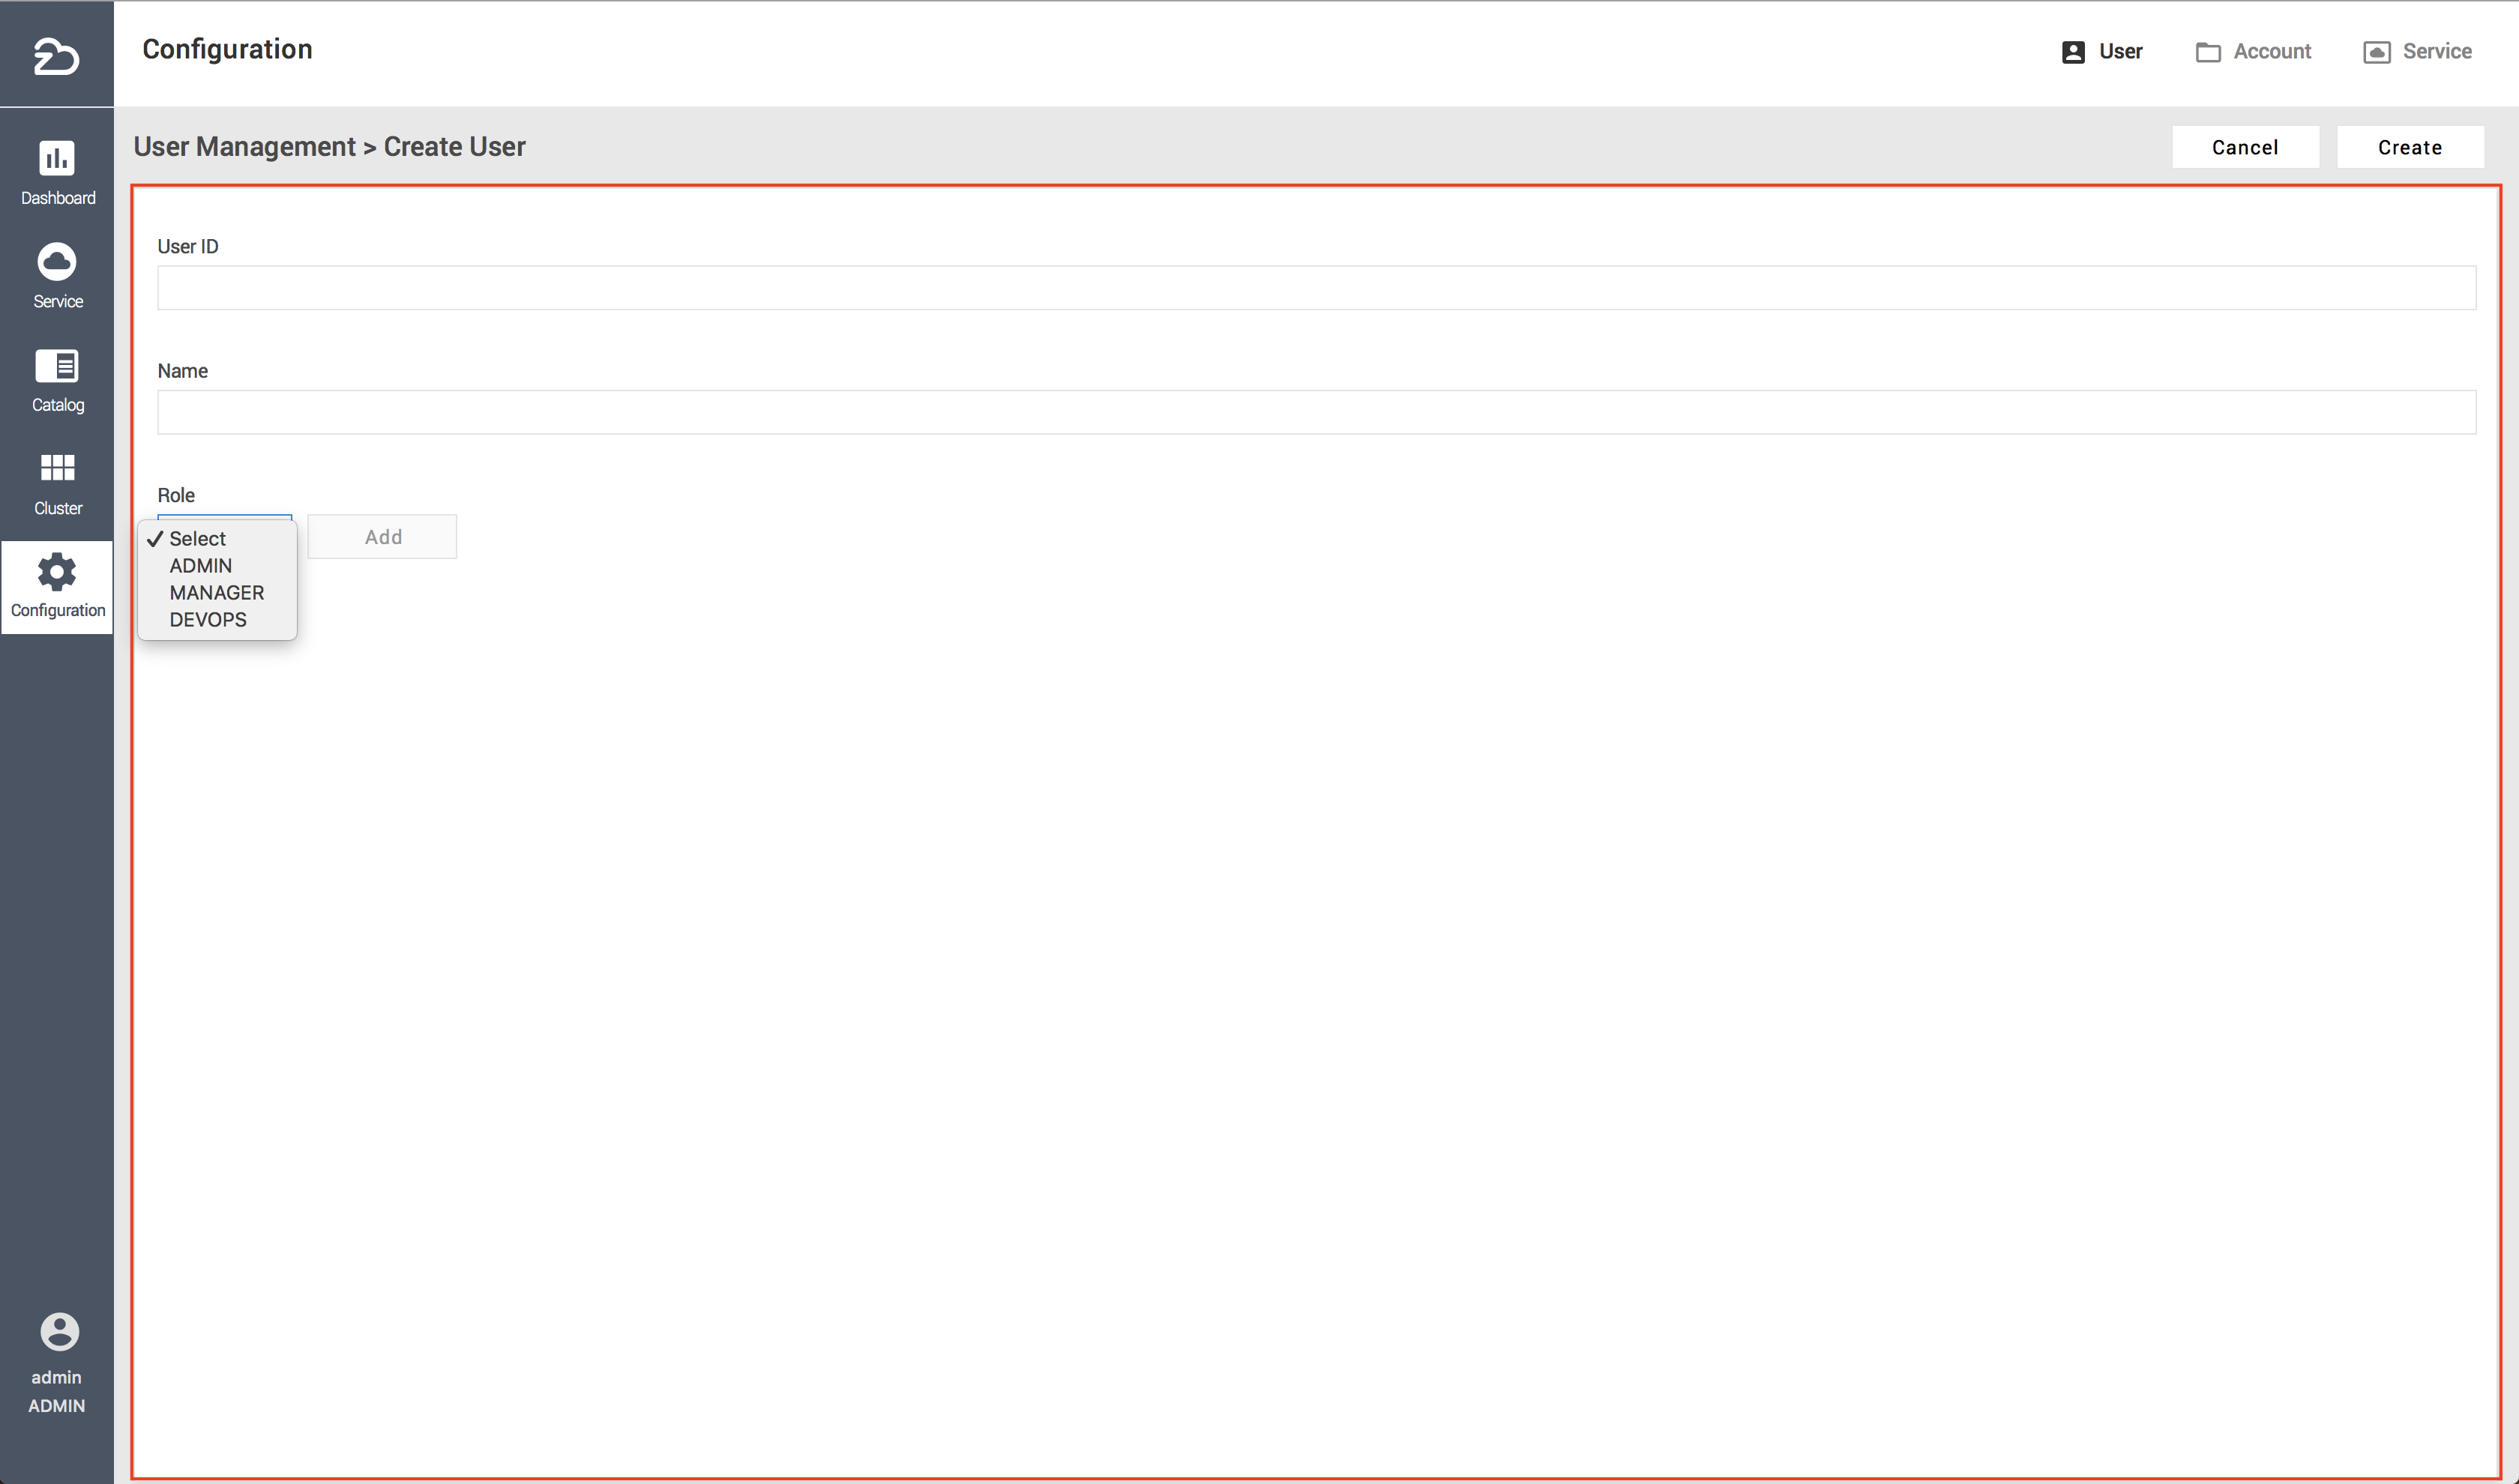 Configuration
User
Account
Service
Dashboard
Service
Catalog
Cluster
Configuration
admin
ADMIN
User Management > Create User
Cancel
Create
User ID
Name
Role
Select
ADMIN
MANAGER
DEVOPS
Add